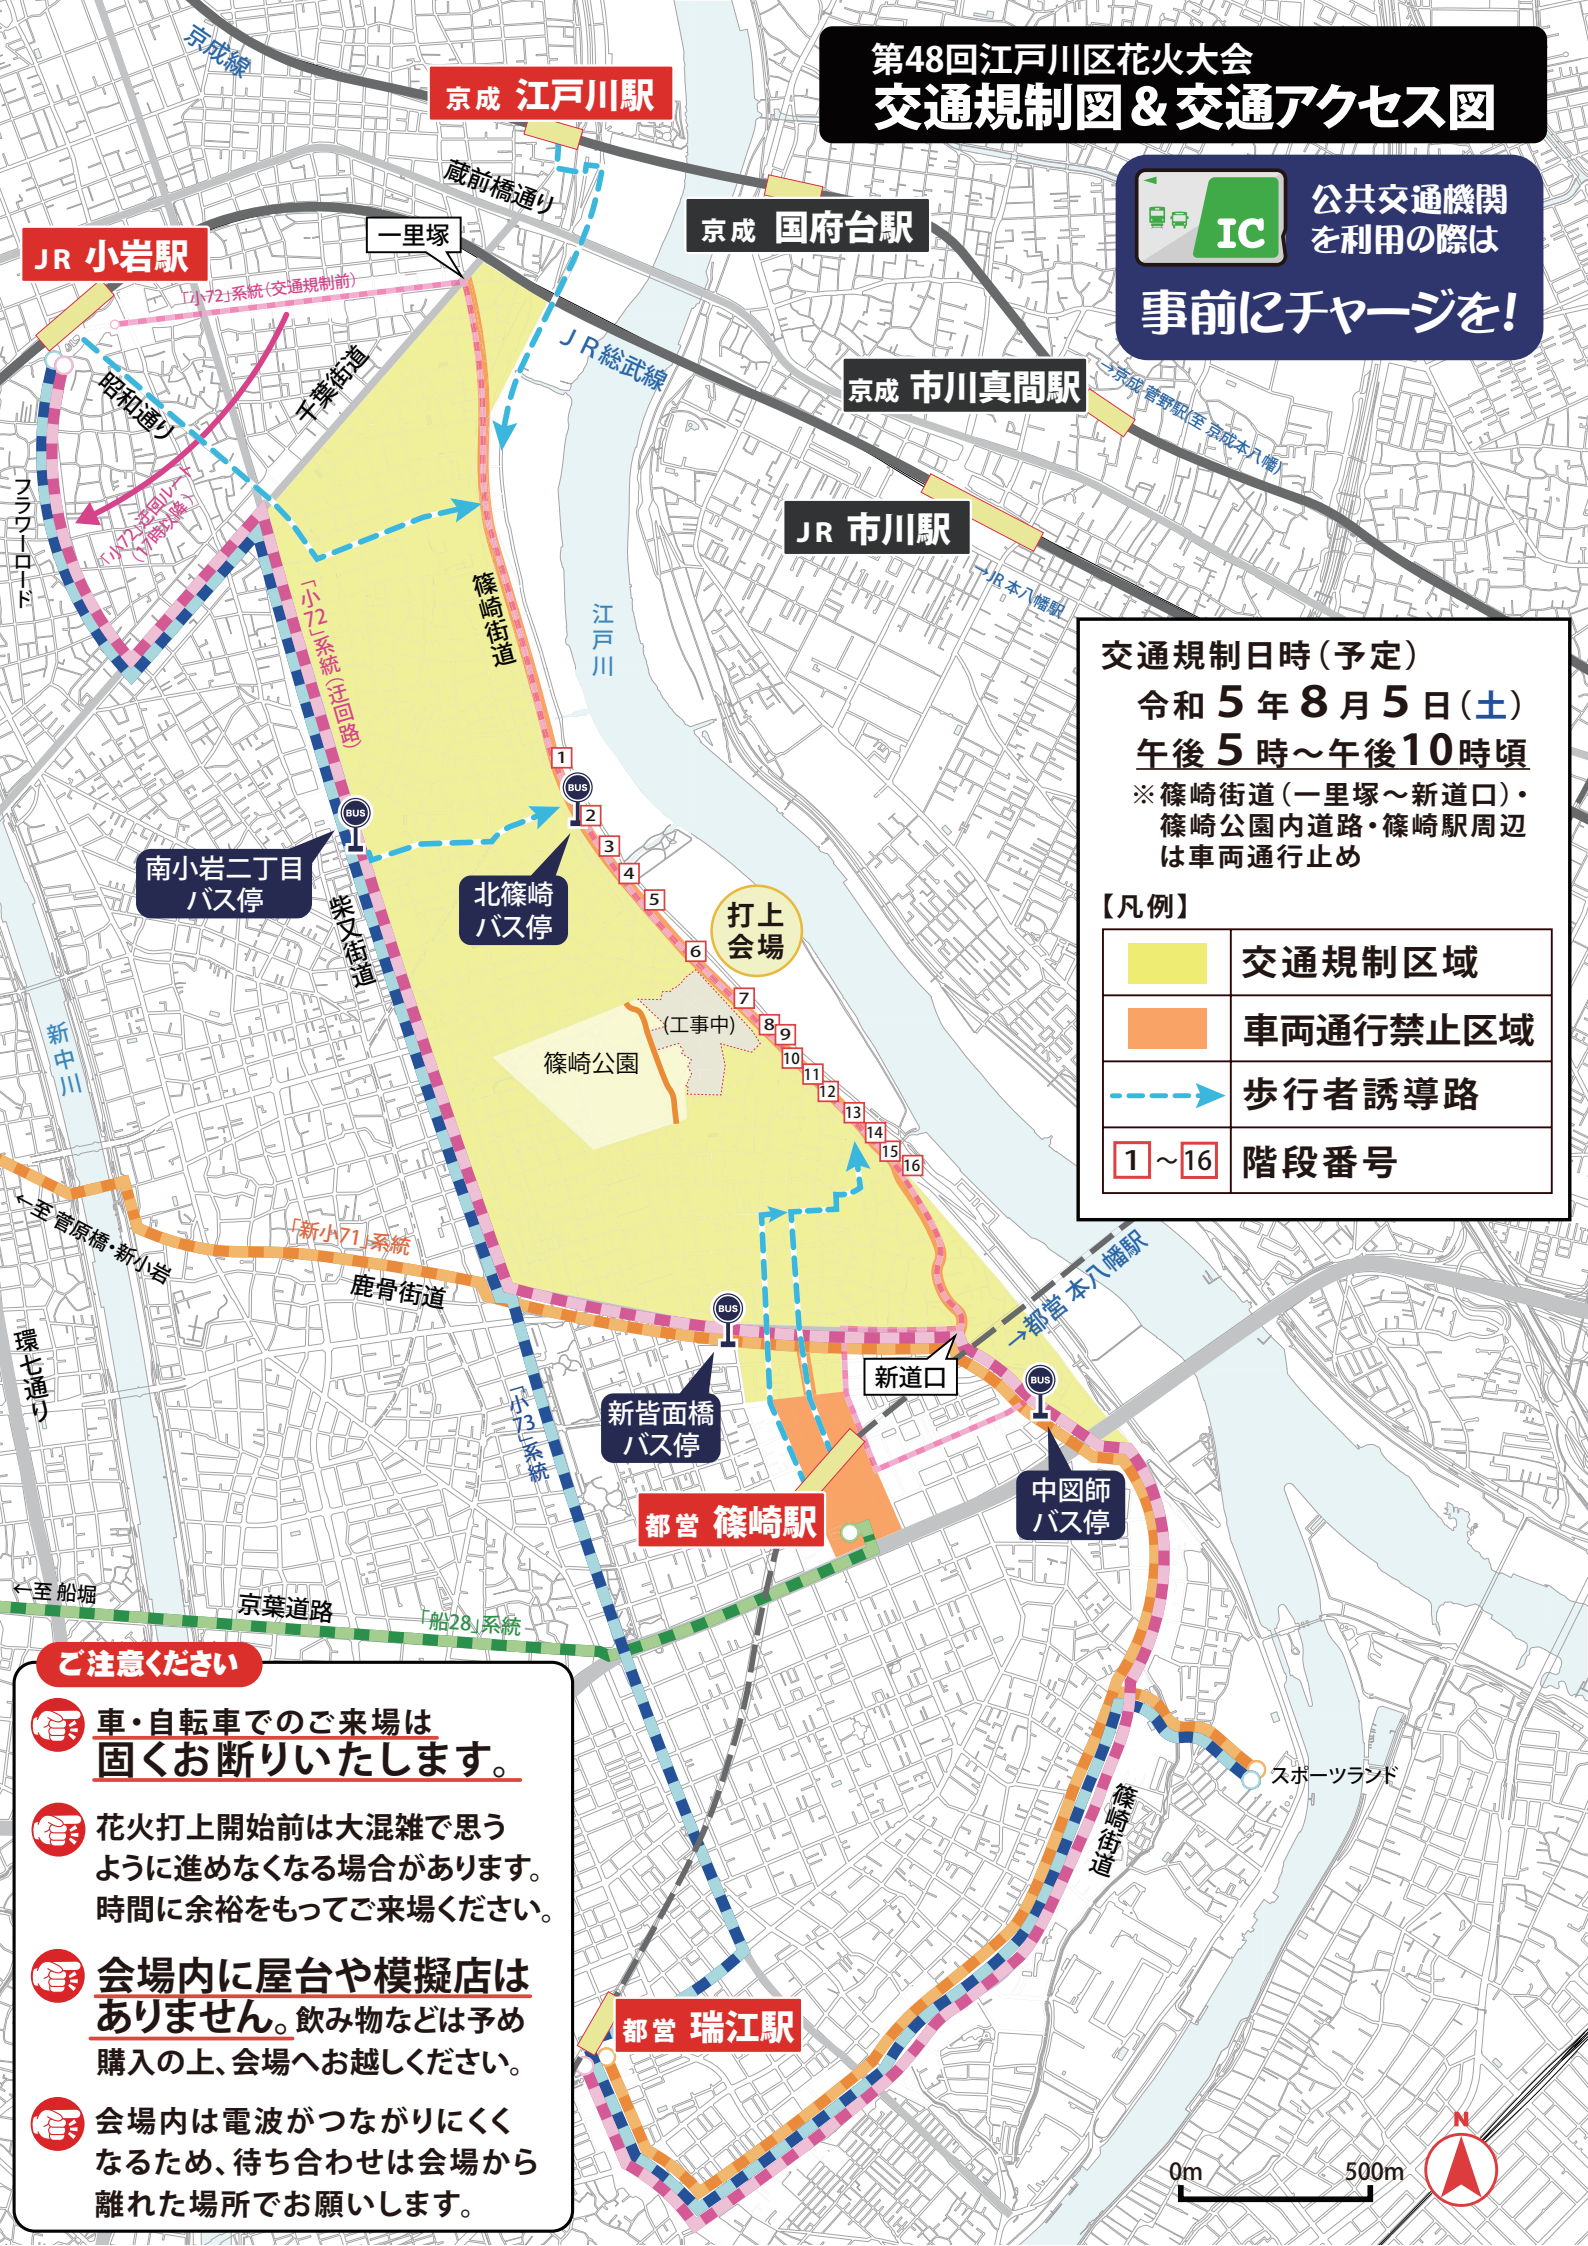 第48回江戸川区花火大会
交通規制図&交通アクセス図
IC
公共交通機関
を利用の際は
事前にチャージを!
京成線
京成 江戸川駅
蔵前橋通り
京成 国府台駅
一里塚
JR 小岩駅
「小72」系統(交通規制前)
千葉街道
昭和通り
JR総武線
京成 市川真間駅
→京成 菅野駅(至 京成本八幡)
JR 市川駅
→JR 本八幡駅
フラワーロード
「小72」迂回ルート
(17時以降)
「小72」系統(迂回路)
篠崎街道
江戸川
交通規制日時(予定)
令和 5 年 8 月 5 日(土)
午後 5 時～午後10時頃
※篠崎街道(一里塚～新道口)・
篠崎公園内道路・篠崎駅周辺
は車両通行止め
【凡例】
交通規制区域
車両通行禁止区域
歩行者誘導路
1 ～ 16 階段番号
1
BUS
2
3
4
5
6
7
8
9
10
11
12
13
14
15
16
BUS
南小岩二丁目
バス停
北篠崎
バス停
打上
会場
柴又街道
(工事中)
篠崎公園
新中川
←至 菅原橋・新小岩
「新小71」系統
鹿骨街道
環七通り
BUS
新皆面橋
バス停
新道口
→都営 本八幡駅
BUS
中図師
バス停
「小73」系統
都営 篠崎駅
←至 船堀
京葉道路
「船28」系統
スポーツランド
篠崎街道
都営 瑞江駅
ご注意ください
車・自転車でのご来場は
固くお断りいたします。
花火打上開始前は大混雑で思う
ように進めなくなる場合があります。
時間に余裕をもってご来場ください。
会場内に屋台や模擬店は
ありません。飲み物などは予め
購入の上、会場へお越しください。
会場内は電波がつながりにくく
なるため、待ち合わせは会場から
離れた場所でお願いします。
0m 500m
N